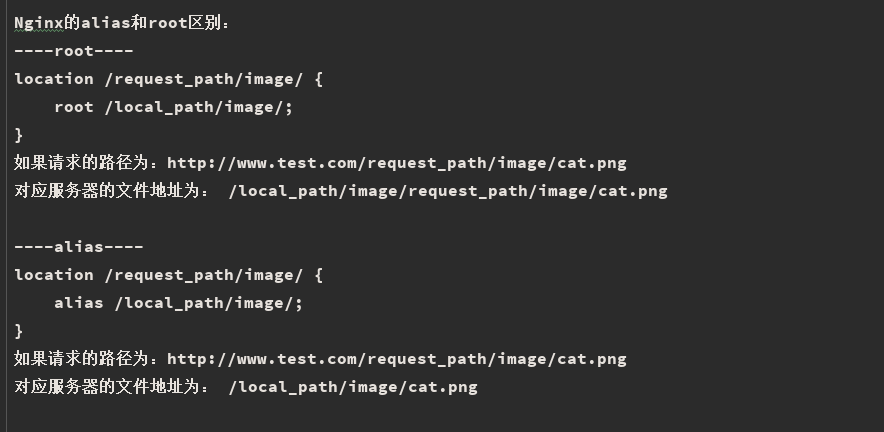 Nginx的alias和root区别：
----root----
location /request_path/image/ {
    root /local_path/image/;
}
如果请求的路径为：http://www.test.com/request_path/image/cat.png
对应服务器的文件地址为： /local_path/image/request_path/image/cat.png

----alias----
location /request_path/image/ {
    alias /local_path/image/;
}
如果请求的路径为：http://www.test.com/request_path/image/cat.png
对应服务器的文件地址为： /local_path/image/cat.png